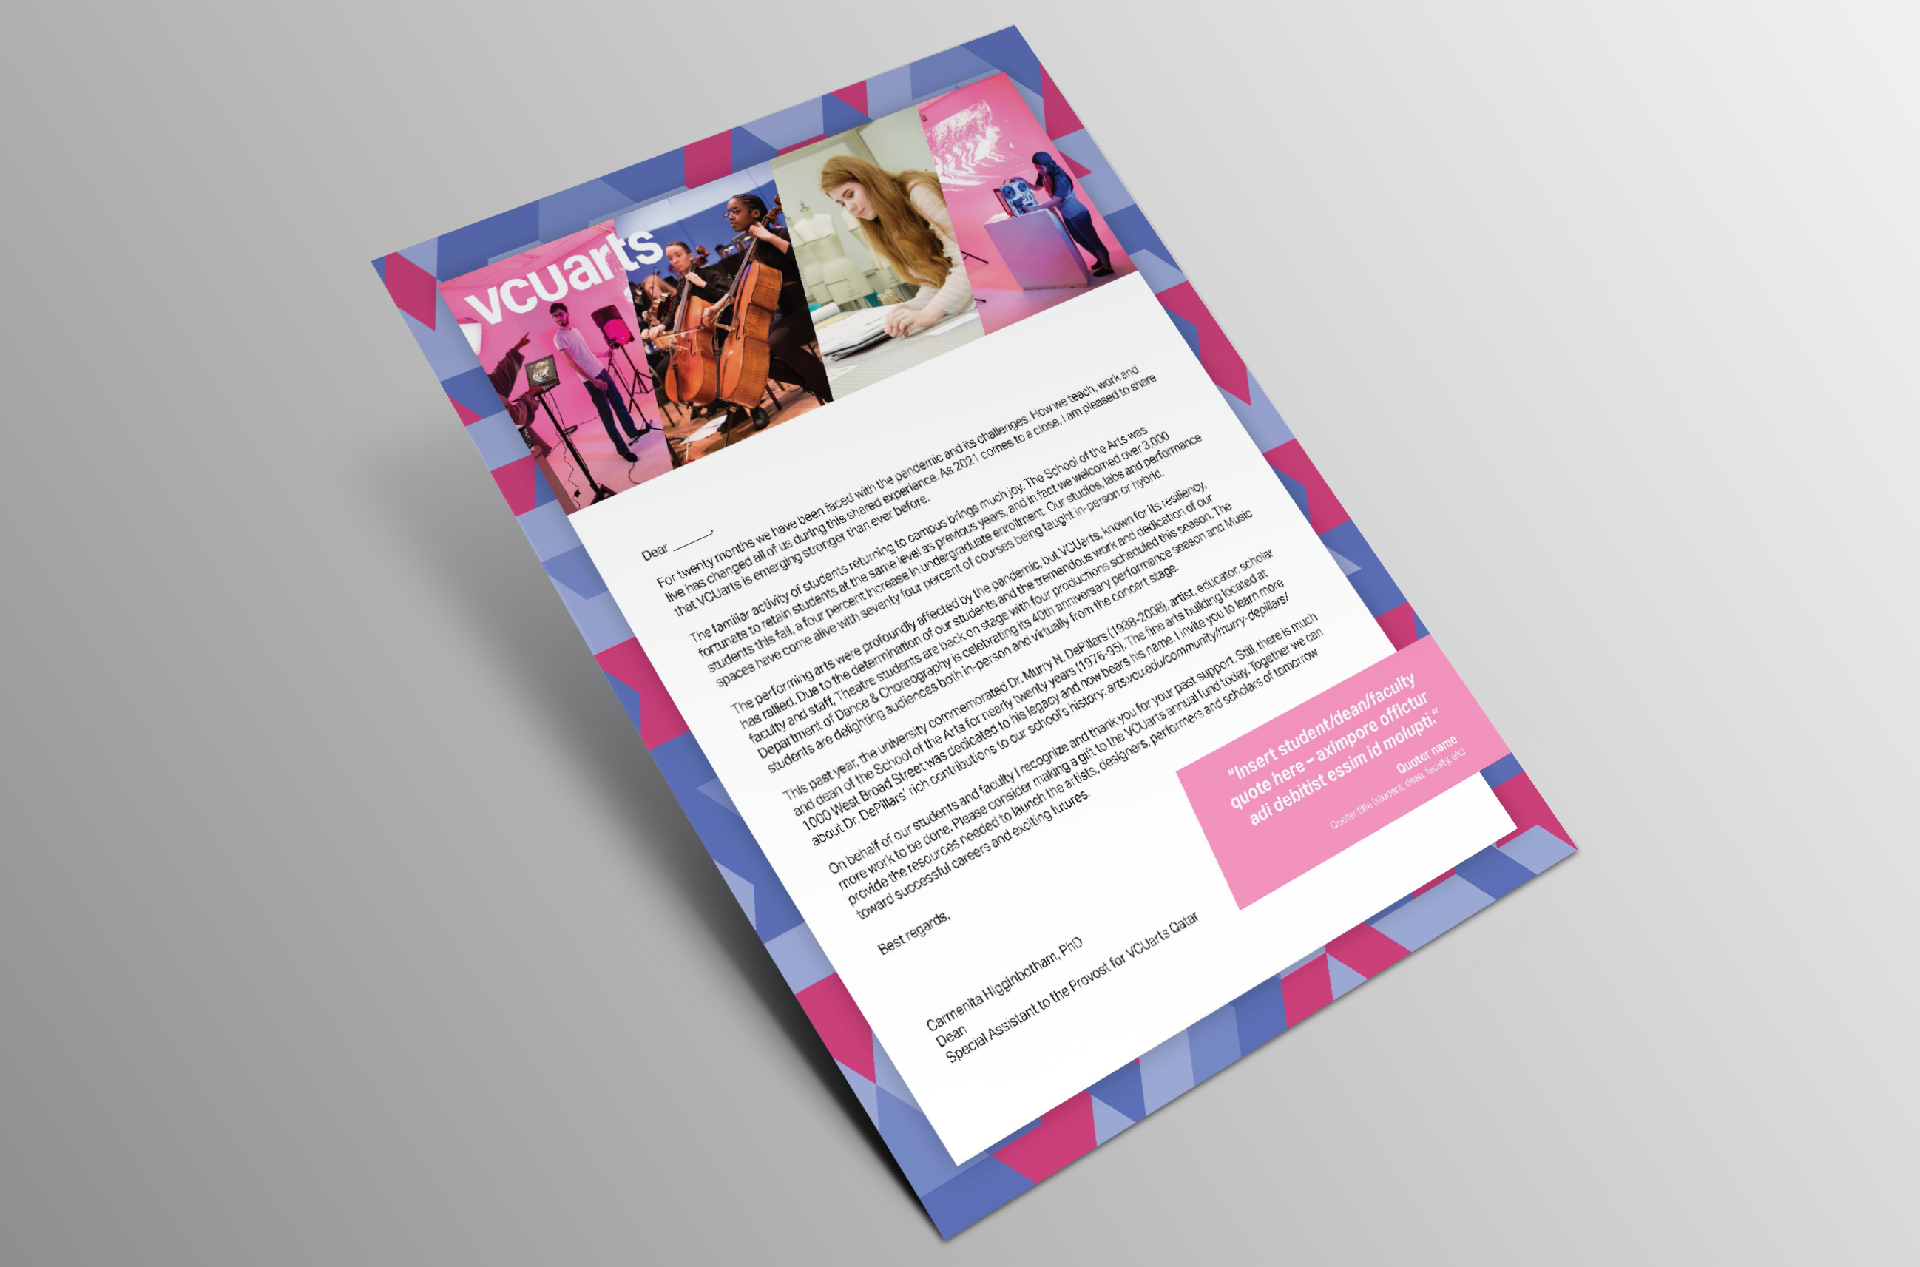 vcuarts
Dear ______,
For twenty months we have been faced with the pandemic and its challenges. How we teach, work and
live has changed all of us during this shared experience. As 2021 comes to a close, I am pleased to share
that VCUarts is emerging stronger than ever before.
The familiar activity of students returning to campus brings much joy. The School of the Arts was
fortunate to retain students at the same level as previous years, and in fact we welcomed over 3,000
students this fall, a four percent increase in undergraduate enrollment. Our studios, labs and performance
spaces have come alive with seventy four percent of courses being taught in-person or hybrid.
The performing arts were profoundly affected by the pandemic, but VCUarts, known for its resiliency,
has rallied. Due to the determination of our students and the tremendous work and dedication of our
faculty and staff, Theatre students are back on stage with four productions scheduled this season. The
Department of Dance & Choreography is celebrating its 40th anniversary performance season and Music
students are delighting audiences both in-person and virtually from the concert stage.
This past year, the university commemorated Dr. Murry N. DePillars (1938-2008), artist, educator, scholar
and dean of the School of the Arts for nearly twenty years (1976-95). The fine arts building located at
1000 West Broad Street was dedicated to his legacy and now bears his name. I invite you to learn more
about Dr. DePillars' rich contributions to our school's history: arts.vcu.edu/community/murry-depillars/
On behalf of our students and faculty I recognize and thank you for your past support. Still, there is much
more work to be done. Please consider making a gift to the VCUarts annual fund today. Together we can
provide the resources needed to launch the artists, designers, performers and scholars of tomorrow
toward successful careers and exciting futures.
Best regards,
Carmenita Higginbotham, PhD
Dean
Special Assistant to the Provost for VCUarts Qatar
"Insert student/dean/faculty
quote here – aximpore offictur
adi debitist essim id molupti."
Quoter name
Quoter title (student, dean, faculty, etc)